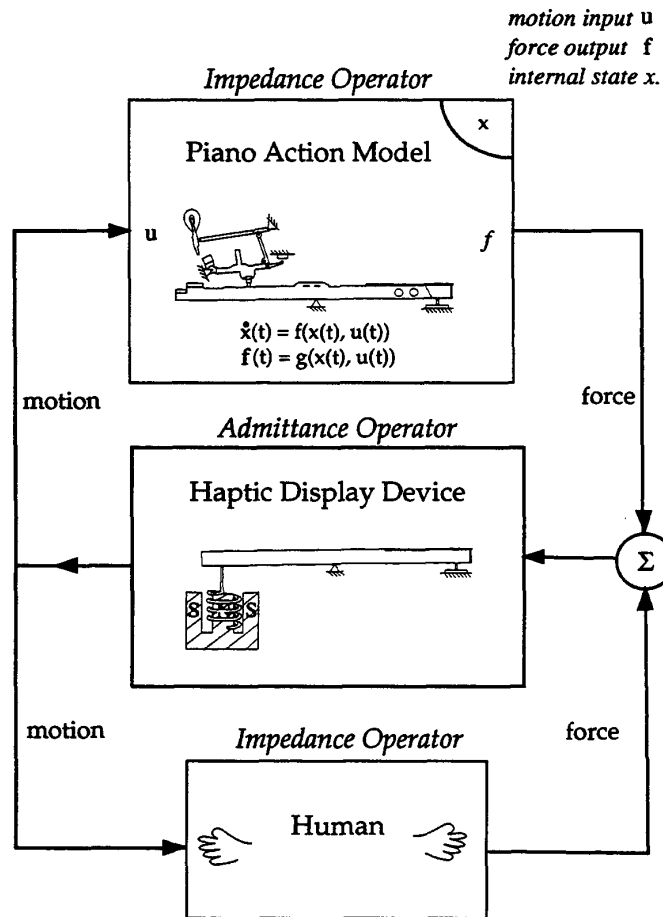 motion input u
force output f
internal state x.
Impedance Operator
x
Piano Action Model
u
f
ẋ(t) = f(x(t), u(t))
f(t) = g(x(t), u(t))
motion
force
Admittance Operator
Haptic Display Device
Σ
S S
motion
force
Impedance Operator
Human